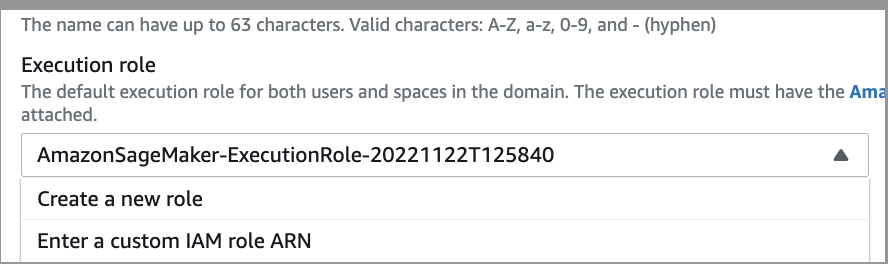 The name can have up to 63 characters. Valid characters: A-Z, a-z, 0-9, and - (hyphen)
Execution role
The default execution role for both users and spaces in the domain. The execution role must have the
attached.
AmazonSageMaker-ExecutionRole-20221122T125840
Create a new role
Enter a custom IAM role ARN